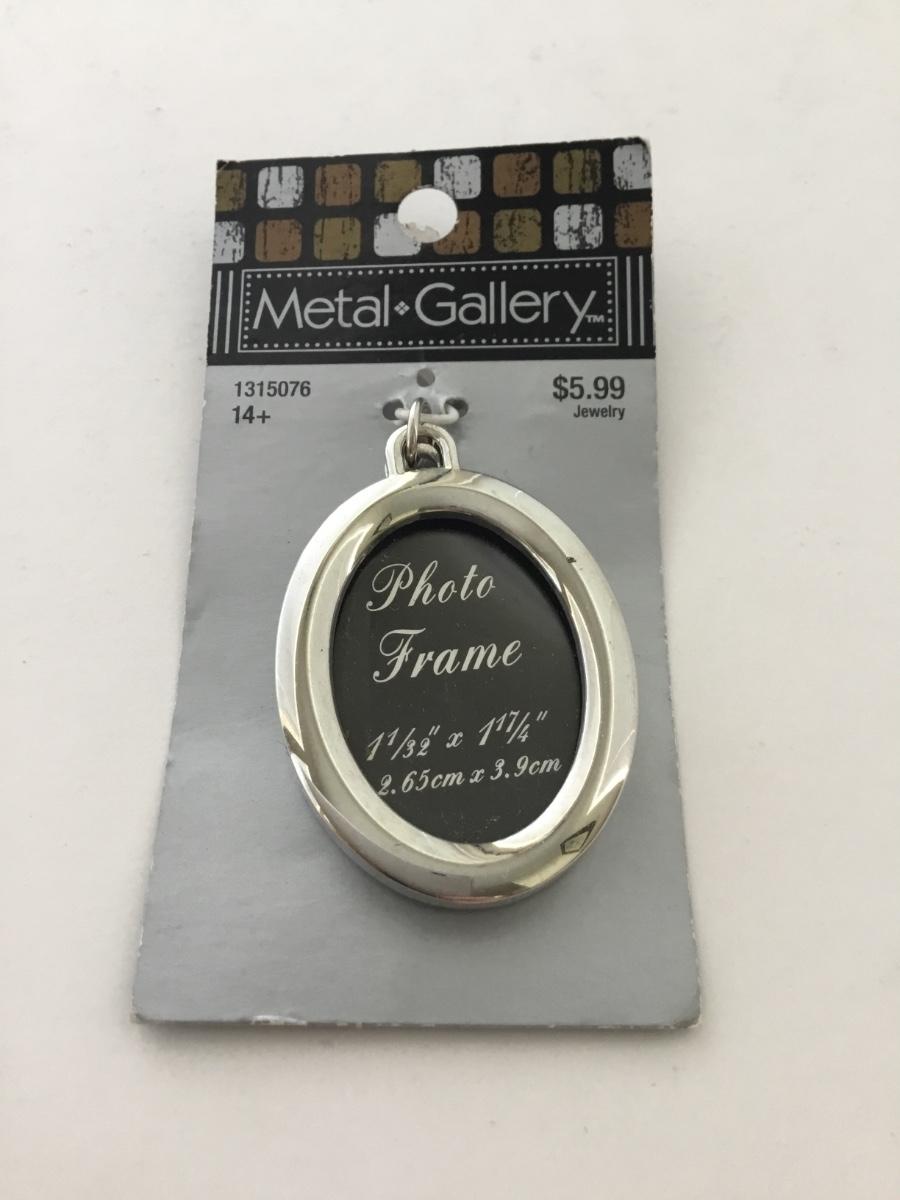 Metal Gallery™
1315076
14+
$5.99
Jewelry
Photo
Frame
1 1/32" x 1 17/4"
2.65cm x 3.9cm